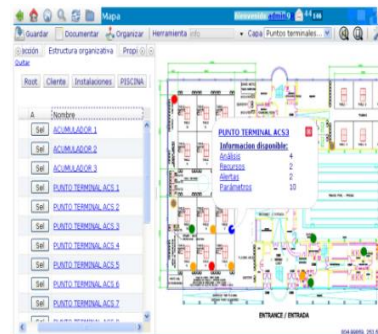 Mapa
Bienvenido admin
Guardar Documentar Organizar Herramienta info Capa Puntos terminales...
cción Estructura organizativa Propi
Quitar
Root Cliente Instalaciones PISCINA
A Nombre
Sel ACUMULADOR 1
Sel ACUMULADOR 2
Sel ACUMULADOR 3
Sel PUNTO TERMINAL ACS 1
Sel PUNTO TERMINAL ACS 2
Sel PUNTO TERMINAL ACS 3
Sel PUNTO TERMINAL ACS 4
Sel PUNTO TERMINAL ACS 5
Sel PUNTO TERMINAL ACS 6
Sel PUNTO TERMINAL ACS 7
PUNTO TERMINAL ACS3
Informacion disponible:
Análisis 4
Recursos 2
Alertas 2
Parámetros 10
ENTRANCE / ENTRADA